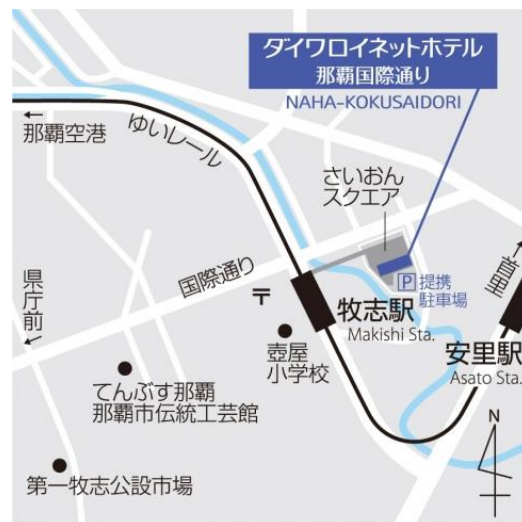 ダイワロイネットホテル
那覇国際通り
NAHA-KOKUSAIDORI
←
那覇空港
ゆいレール
さいおん
スクエア
国際通り
P 提携
駐車場
首里
→
県庁前
←
〒
牧志駅
Makishi Sta.
安里駅
Asato Sta.
壺屋
小学校
てんぶす那覇
那覇市伝統工芸館
第一牧志公設市場
N